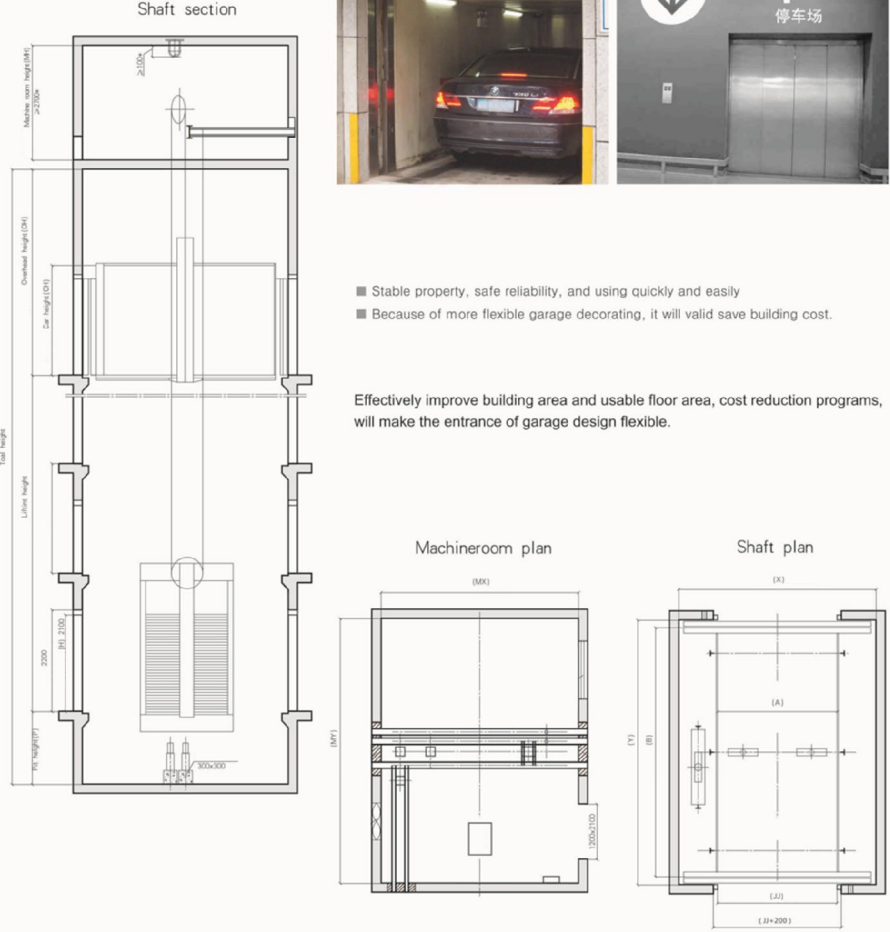 Shaft section
停车场
Machine room height(MH)
≥2700*
≥100*
Overhead height(OH)
Car height(CH)
Toatl height
Lifting height
2200
(H) 2100
Pit height(P)
300x300
■ Stable property, safe reliability, and using quickly and easily
■ Because of more flexible garage decorating, it will valid save building cost.
Effectively improve building area and usable floor area, cost reduction programs,
will make the entrance of garage design flexible.
Machineroom plan
(MX)
(MY)
1200x2100
Shaft plan
(X)
(A)
(Y)
(B)
(JJ)
(JJ+200)